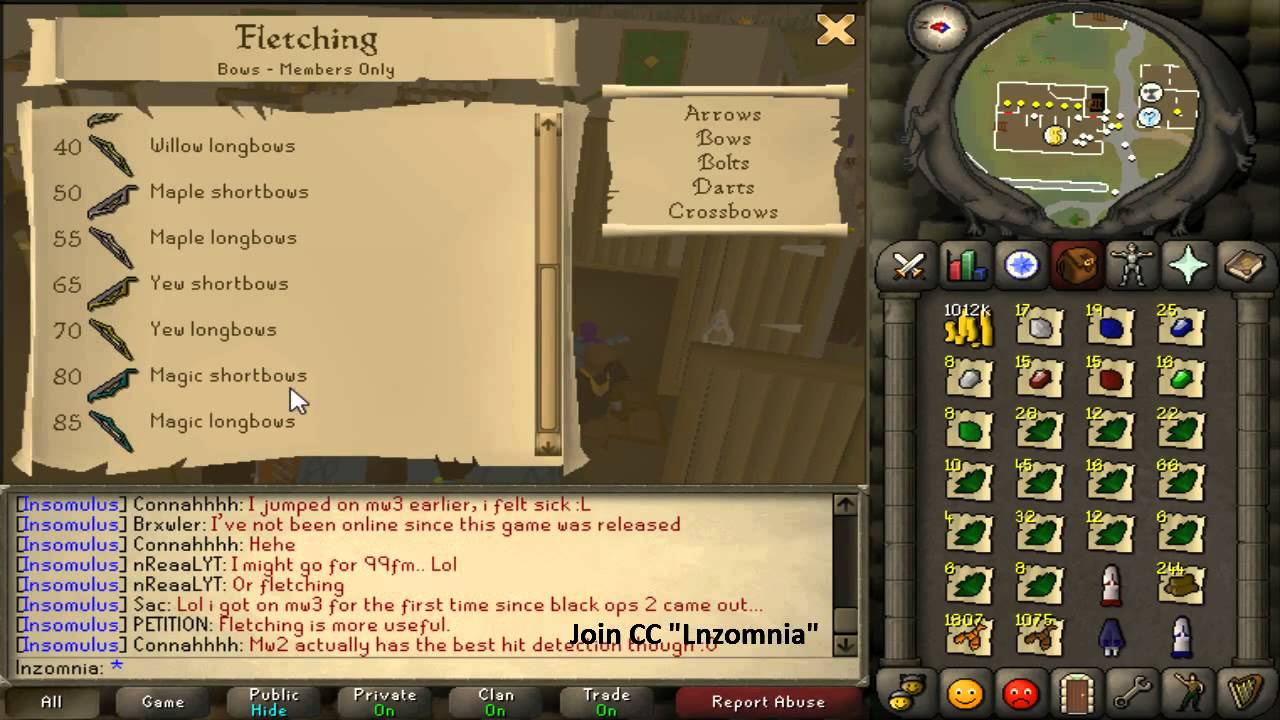 Fletching
Bows - Members Only
40 Willow longbows
50 Maple shortbows
55 Maple longbows
65 Yew shortbows
70 Yew longbows
80 Magic shortbows
85 Magic longbows
Arrows
Bows
Bolts
Darts
Crossbows
N
1012K 17 19 25
8 15 15 16
8 28 12 22
10 45 16 66
4 32 12 6
6 8 244
1807 1075
[Insomulus] Connahhhh: I jumped on mw3 earlier, i felt sick :L
[Insomulus] Brxwler: I've not been online since this game was released
[Insomulus] Connahhhh: Hehe
[Insomulus] nReaaLYT: I might go for 99fm.. Lol
[Insomulus] nReaaLYT: Or fletching
[Insomulus] Sac: Lol i got on mw3 for the first time since black ops 2 came out...
[Insomulus] PETITION: Fletching is more useful.
[Insomulus] Connahhhh: Mw2 actually has the best hit detection though :o
Join CC "Lnzomnia"
Inzomnia: *
All
Game
Public
Hide
Private
On
Clan
On
Trade
On
Report Abuse